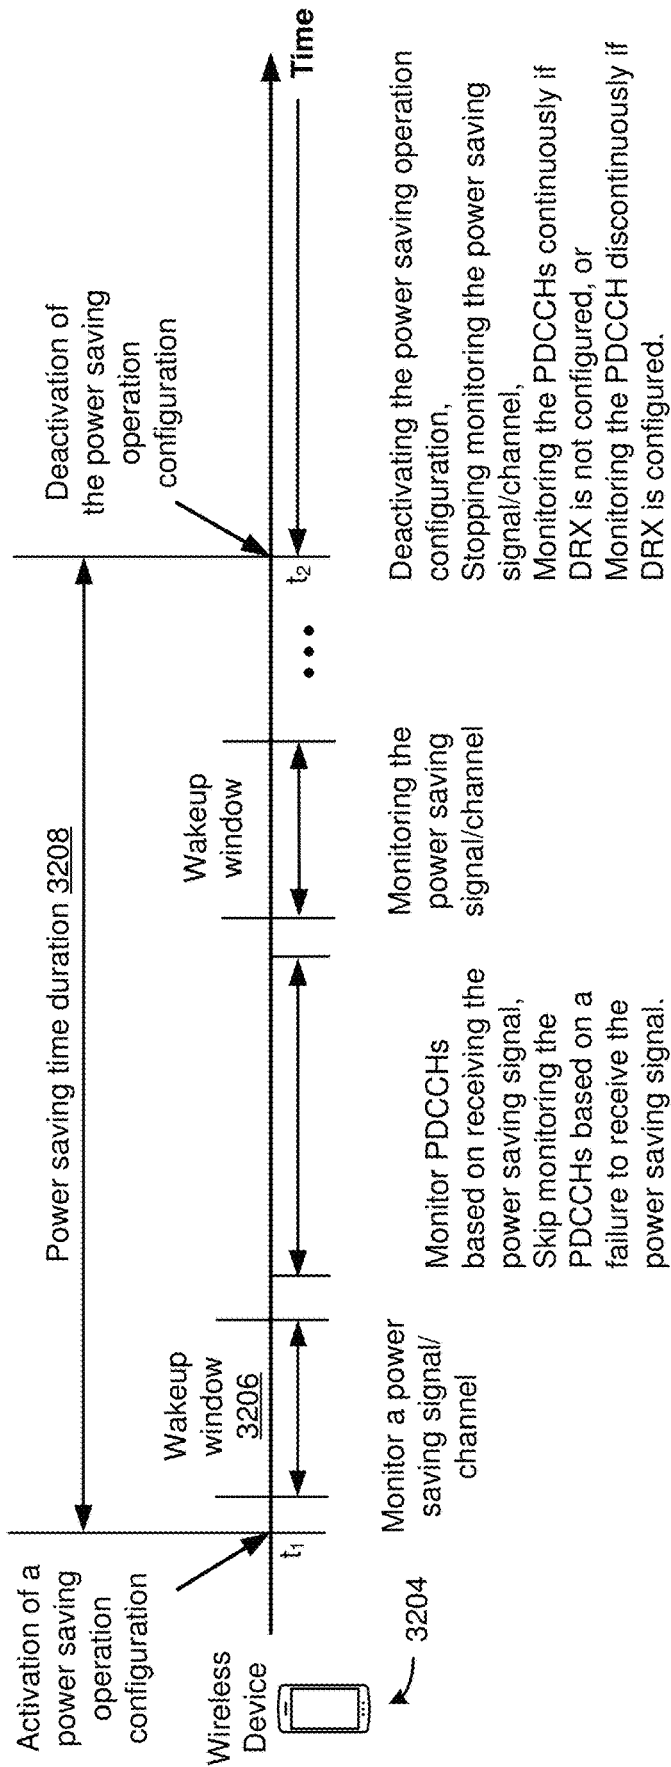 Activation of a
power saving
operation
configuration
Power saving time duration 3208
Deactivation of
the power saving
operation
configuration
Wireless
Device
3204
Wakeup
window
3206
Wakeup
window
t1
t2
Time
Monitor a power
saving signal/
channel
Monitor PDCCHs
based on receiving the
power saving signal,
Skip monitoring the
PDCCHs based on a
failure to receive the
power saving signal.
Monitoring the
power saving
signal/channel
Deactivating the power saving operation
configuration,
Stopping monitoring the power saving
signal/channel,
Monitoring the PDCCHs continuously if
DRX is not configured, or
Monitoring the PDCCH discontinuously if
DRX is configured.